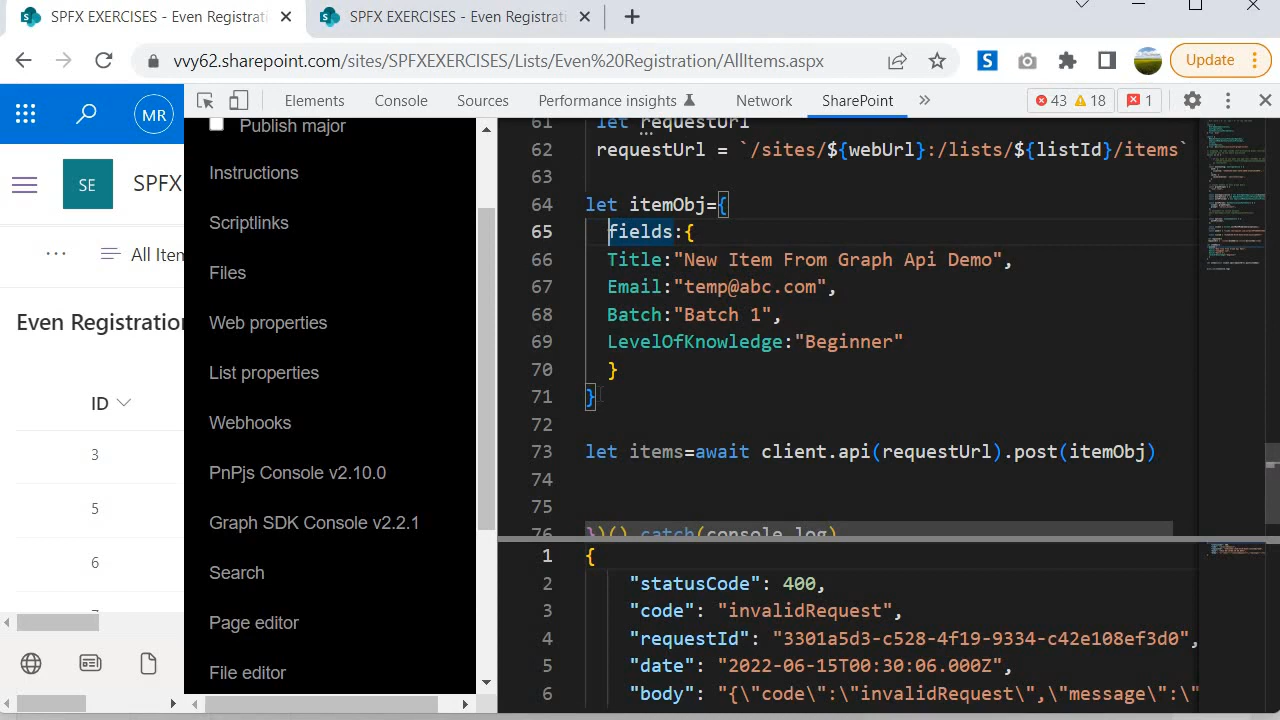 SPFX EXERCISES - Even Registrati
SPFX EXERCISES - Even Registrati
vvy62.sharepoint.com/sites/SPFXEXERCISES/Lists/Even%20Registration/AllItems.aspx
S
Update
Elements
Console
Sources
Performance insights
Network
SharePoint
43
18
1
MR
SE
SPFX
All Item
Even Registration
ID
3
5
6
Publish major
Instructions
Scriptlinks
Files
Web properties
List properties
Webhooks
PnPjs Console v2.10.0
Graph SDK Console v2.2.1
Search
Page editor
File editor
61 let requestUrl
62 requestUrl = `/sites/${webUrl}:/lists/${listId}/items`
63
64 let itemObj={
65 fields:{
66 Title:"New Item From Graph Api Demo",
67 Email:"temp@abc.com",
68 Batch:"Batch 1",
69 LevelOfKnowledge:"Beginner"
70 }
71 }
72
73 let items=await client.api(requestUrl).post(itemObj)
74
75
76 })().catch(console.log)
1 {
2 "statusCode": 400,
3 "code": "invalidRequest",
4 "requestId": "3301a5d3-c528-4f19-9334-c42e108ef3d0",
5 "date": "2022-06-15T00:30:06.000Z",
6 "body": "{\"code\":\"invalidRequest\",\"message\":\"